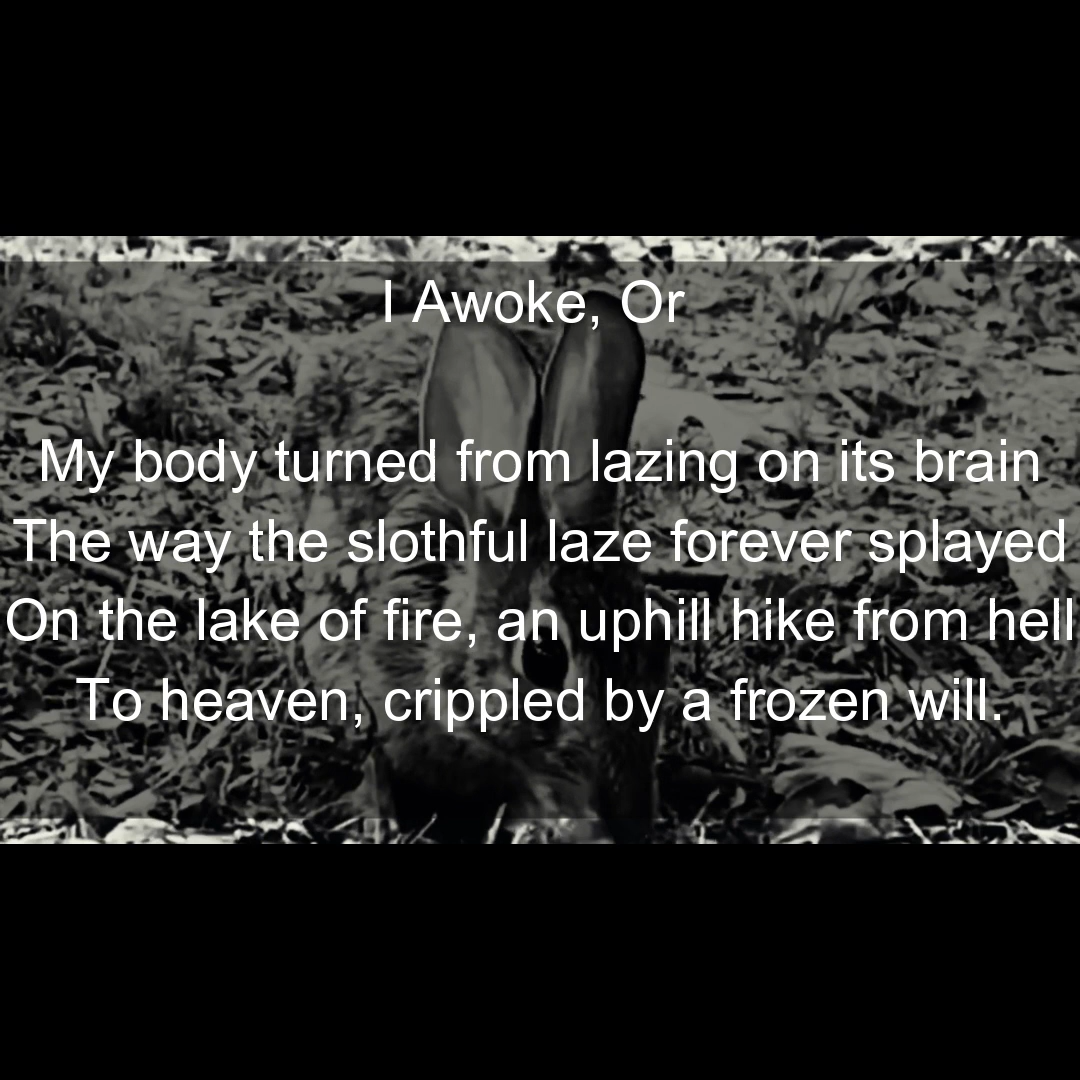 I Awoke, Or
My body turned from lazing on its brain
The way the slothful laze forever splayed
On the lake of fire, an uphill hike from hell
To heaven, crippled by a frozen will.